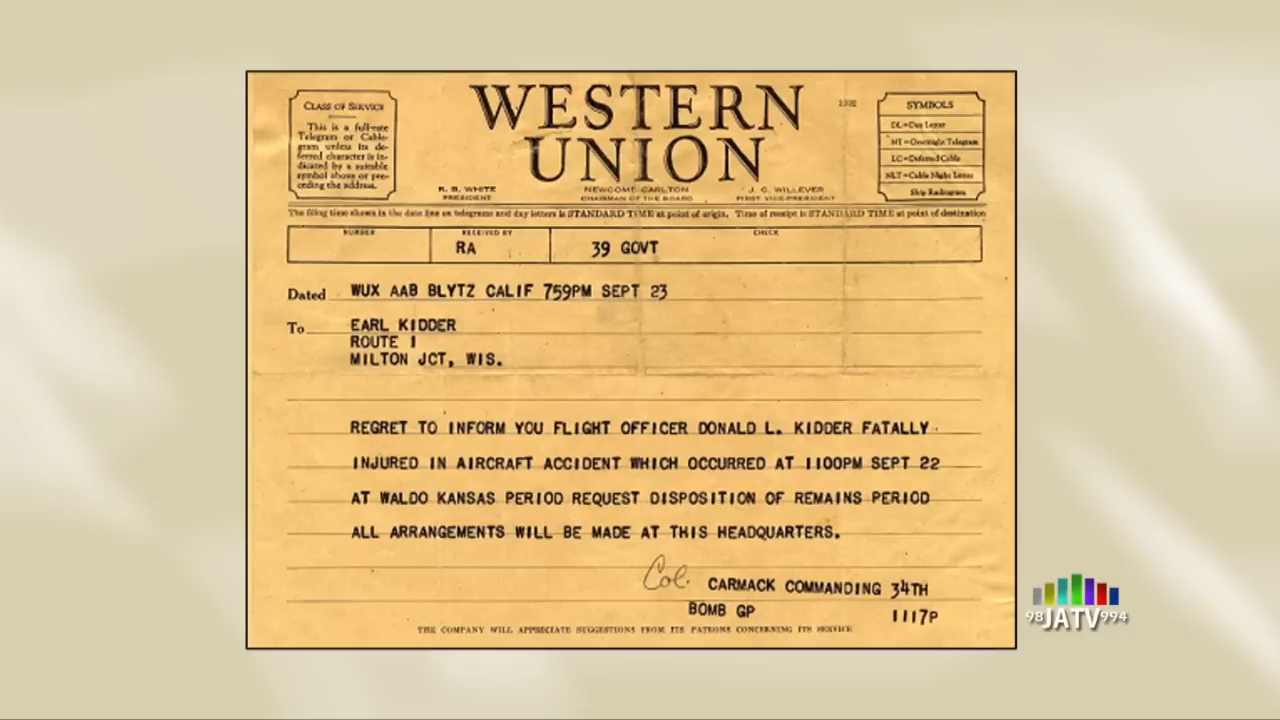 CLASS OF SERVICE
This is a full-rate
Telegram or Cable-
gram unless its de-
ferred character is in-
dicated by a suitable
symbol above or pre-
ceding the address.
WESTERN
UNION
R. B. WHITE
PRESIDENT
NEWCOMB CARLTON
CHAIRMAN OF THE BOARD
J. C. WILLEVER
FIRST VICE-PRESIDENT
SYMBOLS
DL=Day Letter
NT=Overnight Telegram
LC=Deferred Cable
NLT=Cable Night Letter
Ship Radiogram
The filing time shown in the date line on telegrams and day letters is STANDARD TIME at point of origin. Time of receipt is STANDARD TIME at point of destination
NUMBER
RECEIVED BY
CHECK
RA
39 GOVT
Dated WUX AAB BLYTZ CALIF 759PM SEPT 23
To EARL KIDDER
ROUTE 1
MILTON JCT, WIS.
REGRET TO INFORM YOU FLIGHT OFFICER DONALD L. KIDDER FATALLY
INJURED IN AIRCRAFT ACCIDENT WHICH OCCURRED AT 1100PM SEPT 22
AT WALDO KANSAS PERIOD REQUEST DISPOSITION OF REMAINS PERIOD
ALL ARRANGEMENTS WILL BE MADE AT THIS HEADQUARTERS.
Col. CARMACK COMMANDING 34TH
BOMB GP 1117P
THE COMPANY WILL APPRECIATE SUGGESTIONS FROM ITS PATRONS CONCERNING ITS SERVICE
98 JATV 994